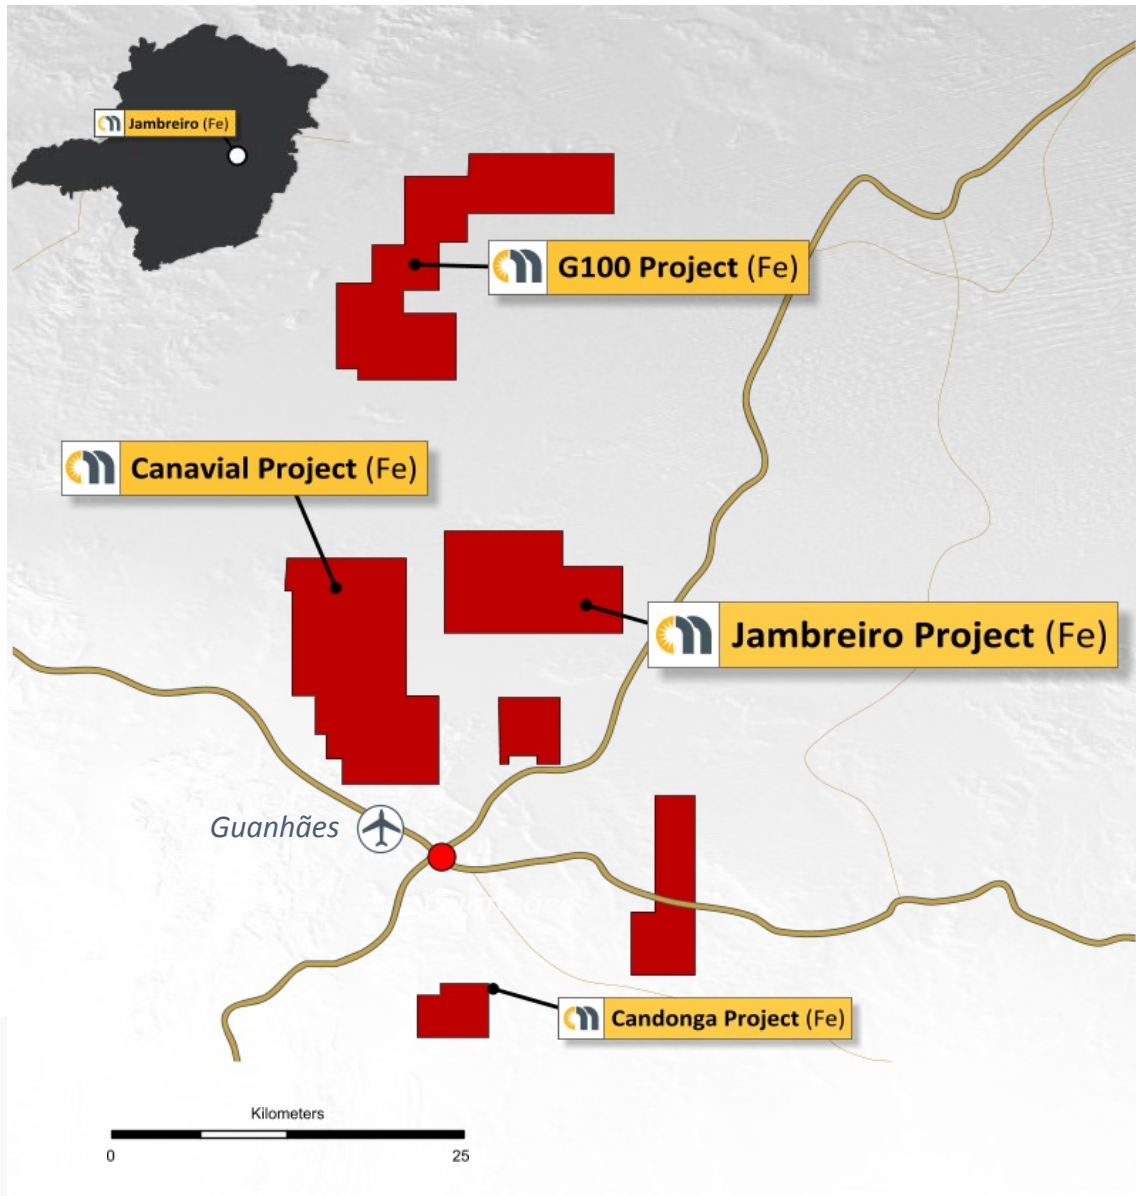 Jambreiro (Fe)
G100 Project (Fe)
Canavial Project (Fe)
Jambreiro Project (Fe)
Guanhães
Candonga Project (Fe)
Kilometers
0 25